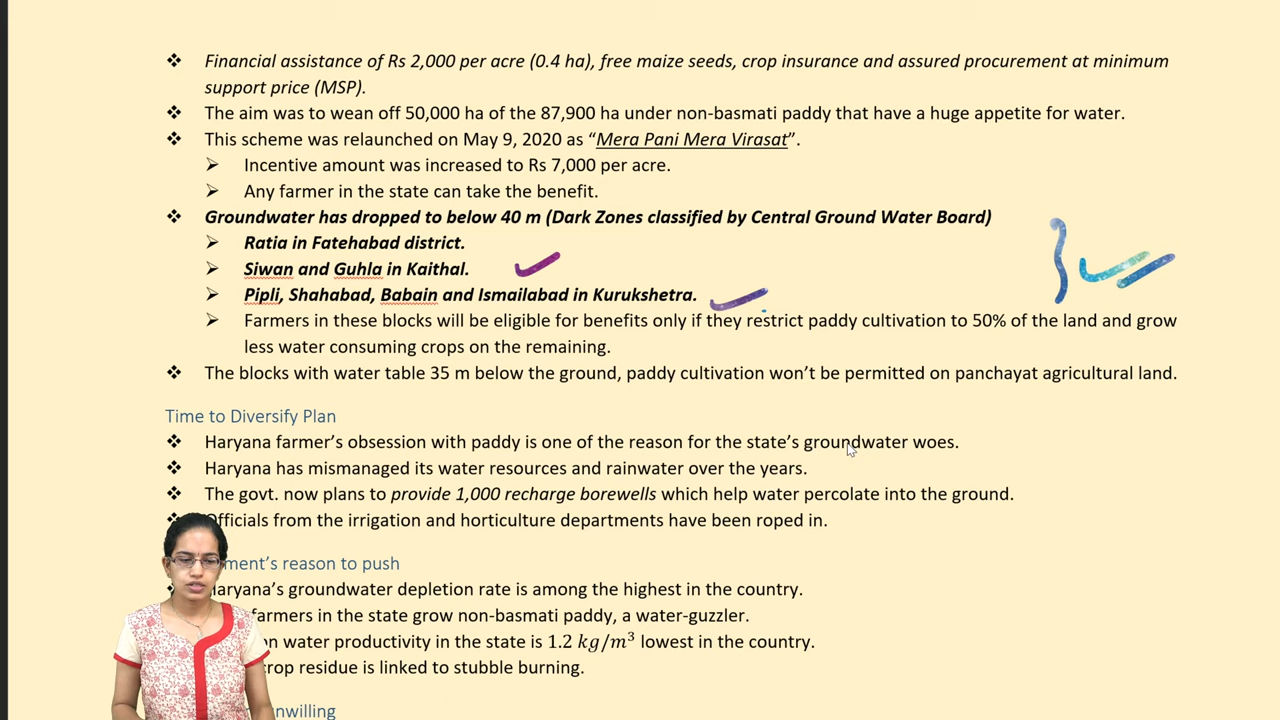 ❖ Financial assistance of Rs 2,000 per acre (0.4 ha), free maize seeds, crop insurance and assured procurement at minimum
support price (MSP).
❖ The aim was to wean off 50,000 ha of the 87,900 ha under non-basmati paddy that have a huge appetite for water.
❖ This scheme was relaunched on May 9, 2020 as “Mera Pani Mera Virasat”.
➢ Incentive amount was increased to Rs 7,000 per acre.
➢ Any farmer in the state can take the benefit.
❖ Groundwater has dropped to below 40 m (Dark Zones classified by Central Ground Water Board)
➢ Ratia in Fatehabad district.
➢ Siwan and Guhla in Kaithal.
➢ Pipli, Shahabad, Babain and Ismailabad in Kurukshetra.
➢ Farmers in these blocks will be eligible for benefits only if they restrict paddy cultivation to 50% of the land and grow
less water consuming crops on the remaining.
❖ The blocks with water table 35 m below the ground, paddy cultivation won’t be permitted on panchayat agricultural land.
Time to Diversify Plan
❖ Haryana farmer’s obsession with paddy is one of the reason for the state’s groundwater woes.
❖ Haryana has mismanaged its water resources and rainwater over the years.
❖ The govt. now plans to provide 1,000 recharge borewells which help water percolate into the ground.
❖ Officials from the irrigation and horticulture departments have been roped in.
reason to push
Haryana’s groundwater depletion rate is among the highest in the country.
farmers in the state grow non-basmati paddy, a water-guzzler.
water productivity in the state is 1.2 kg/m³ lowest in the country.
crop residue is linked to stubble burning.